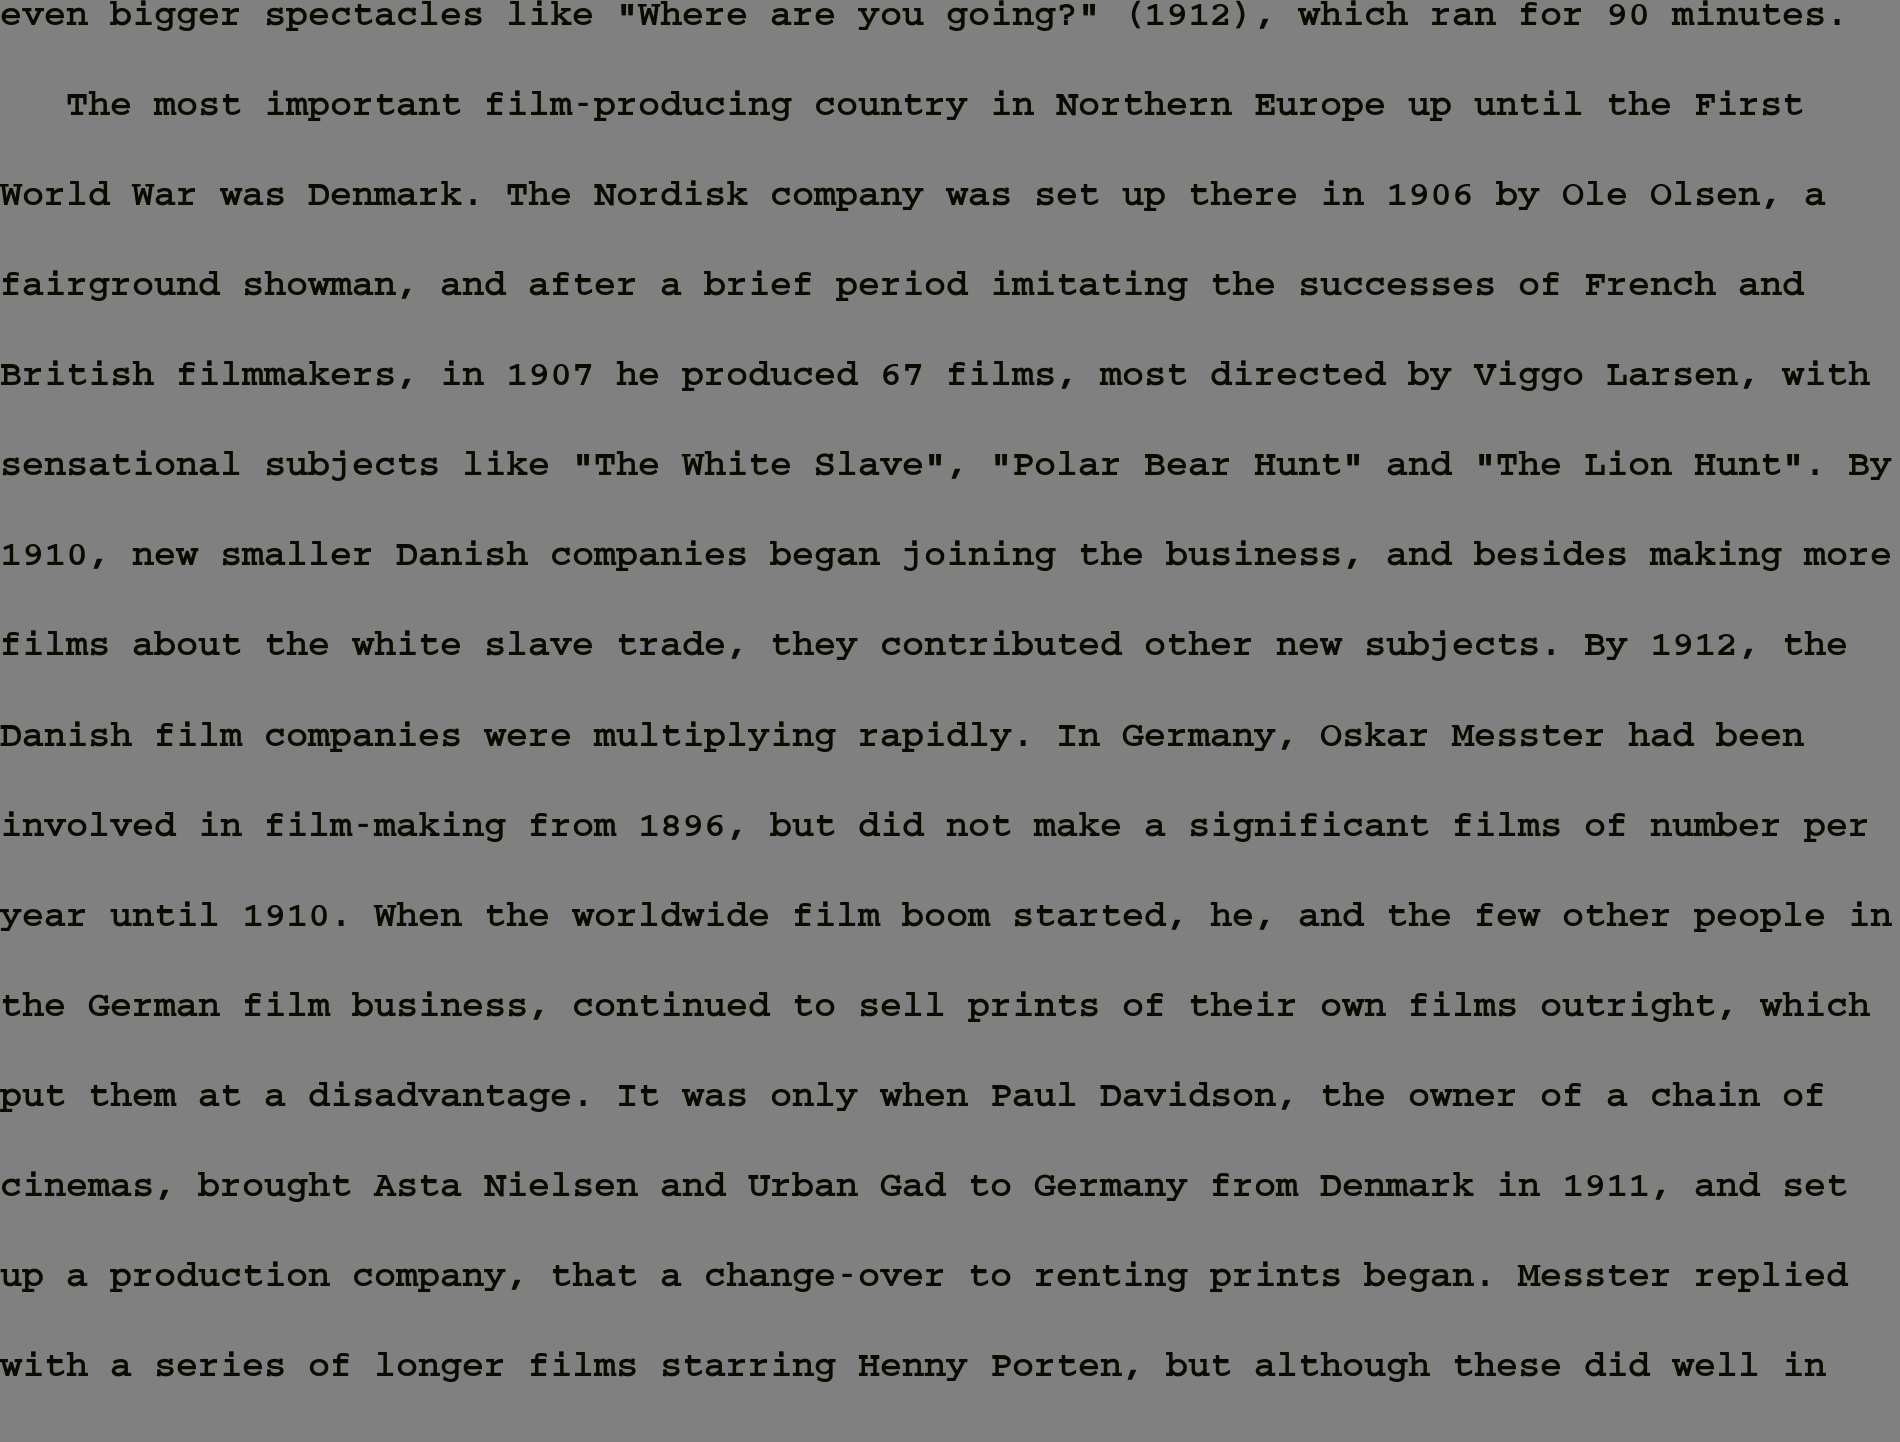 even bigger spectacles like "Where are you going?" (1912), which ran for 90 minutes.
The most important film-producing country in Northern Europe up until the First
World War was Denmark. The Nordisk company was set up there in 1906 by Ole Olsen, a
fairground showman, and after a brief period imitating the successes of French and
British filmmakers, in 1907 he produced 67 films, most directed by Viggo Larsen, with
sensational subjects like "The White Slave", "Polar Bear Hunt" and "The Lion Hunt". By
1910, new smaller Danish companies began joining the business, and besides making more
films about the white slave trade, they contributed other new subjects. By 1912, the
Danish film companies were multiplying rapidly. In Germany, Oskar Messter had been
involved in film-making from 1896, but did not make a significant films of number per
year until 1910. When the worldwide film boom started, he, and the few other people in
the German film business, continued to sell prints of their own films outright, which
put them at a disadvantage. It was only when Paul Davidson, the owner of a chain of
cinemas, brought Asta Nielsen and Urban Gad to Germany from Denmark in 1911, and set
up a production company, that a change-over to renting prints began. Messter replied
with a series of longer films starring Henny Porten, but although these did well in